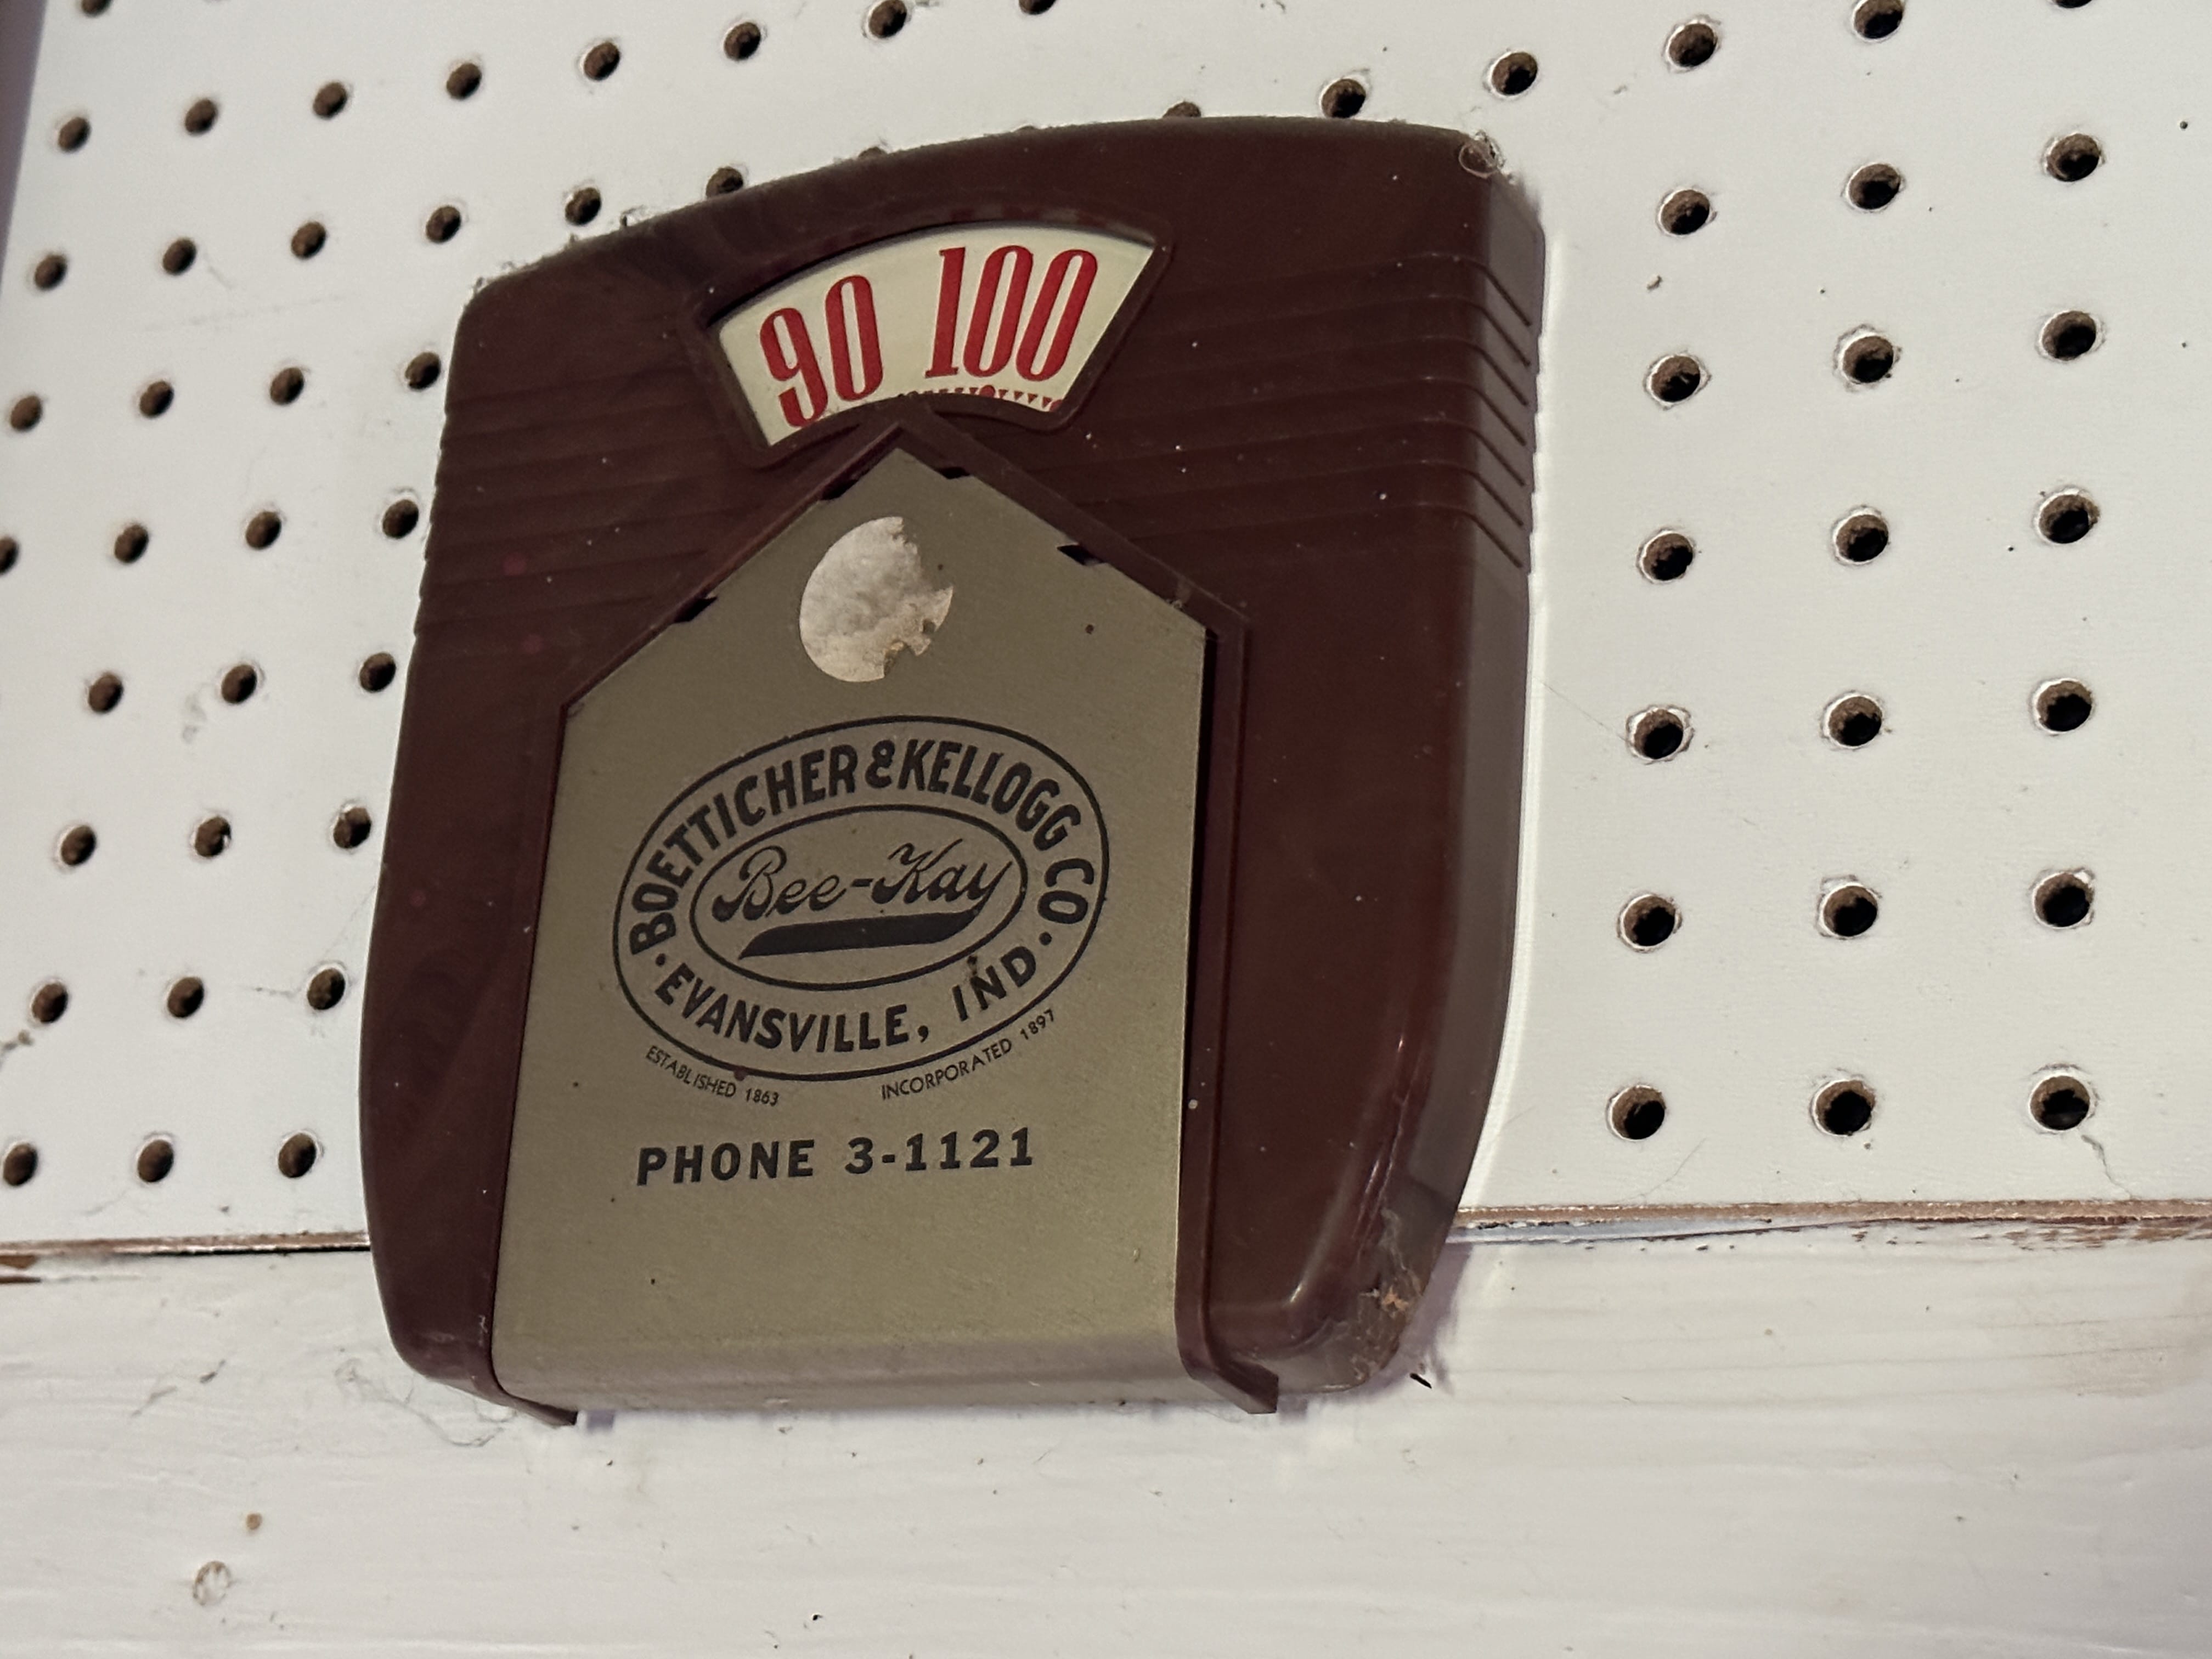 90 100
BOETTICHER & KELLOGG CO.
Bee-Kay
· EVANSVILLE, IND.
ESTABLISHED 1863 INCORPORATED 1897
PHONE 3-1121